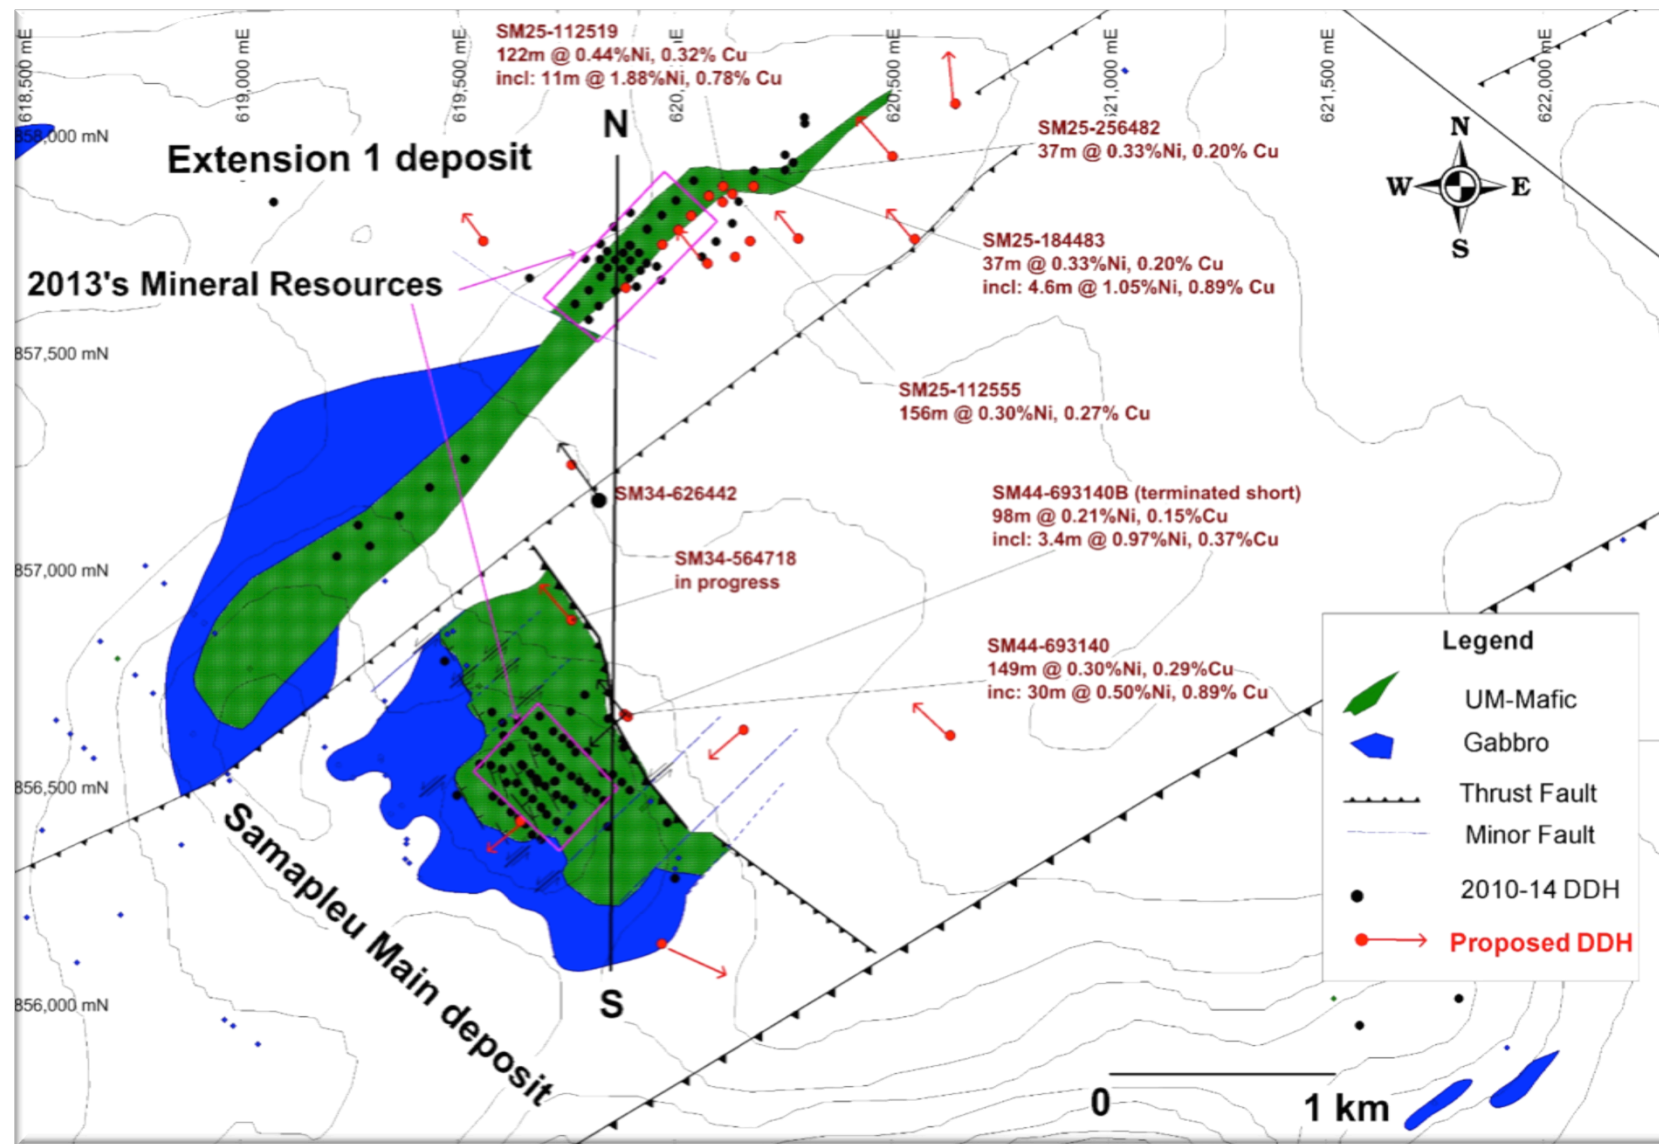 618,500 mE
619,000 mE
619,500 mE
620,
620,500 mE
621,000 mE
621,500 mE
622,000 mE
SM25-112519
122m @ 0.44%Ni, 0.32% Cu
incl: 11m @ 1.88%Ni, 0.78% Cu
858,000 mN
Extension 1 deposit
N
SM25-256482
37m @ 0.33%Ni, 0.20% Cu
N
W E
S
SM25-184483
37m @ 0.33%Ni, 0.20% Cu
incl: 4.6m @ 1.05%Ni, 0.89% Cu
2013's Mineral Resources
857,500 mN
SM25-112555
156m @ 0.30%Ni, 0.27% Cu
SM34-626442
SM44-693140B (terminated short)
98m @ 0.21%Ni, 0.15%Cu
incl: 3.4m @ 0.97%Ni, 0.37%Cu
857,000 mN
SM34-564718
in progress
SM44-693140
149m @ 0.30%Ni, 0.29%Cu
inc: 30m @ 0.50%Ni, 0.89% Cu
856,500 mN
Samapleu Main deposit
856,000 mN
S
Legend
UM-Mafic
Gabbro
Thrust Fault
Minor Fault
2010-14 DDH
Proposed DDH
0 1 km